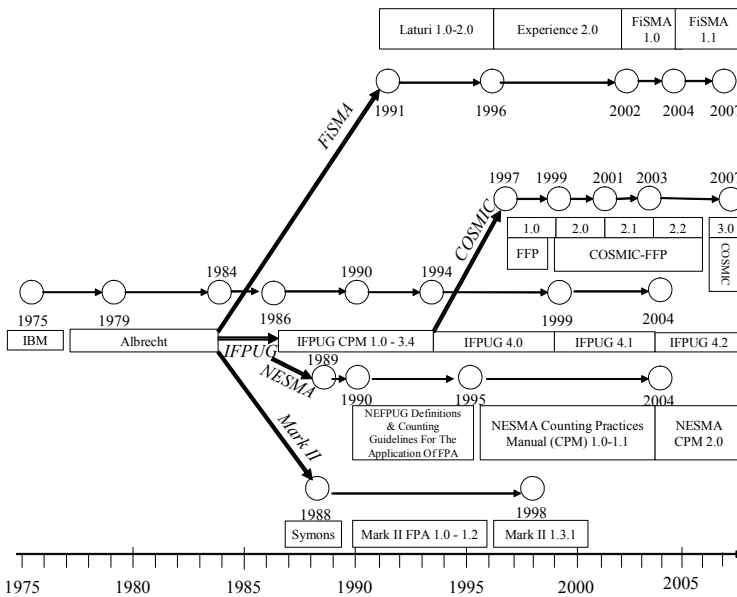 Laturi 1.0-2.0
Experience 2.0
FiSMA
1.0
FiSMA
1.1
1991
1996
2002
2004
2007
FiSMA
1997
1999
2001
2003
2007
COSMIC
1.0
2.0
2.1
2.2
3.0
FFP
COSMIC-FFP
COSMIC
1984
1990
1994
1975
1979
1986
1999
2004
IBM
Albrecht
IFPUG
IFPUG CPM 1.0 - 3.4
IFPUG 4.0
IFPUG 4.1
IFPUG 4.2
NESMA
1989
1990
1995
2004
NEFPUG Definitions
& Counting
Guidelines For The
Application Of FPA
NESMA Counting Practices
Manual (CPM) 1.0-1.1
NESMA
CPM 2.0
Mark II
1988
1998
Symons
Mark II FPA 1.0 - 1.2
Mark II 1.3.1
1975
1980
1985
1990
1995
2000
2005